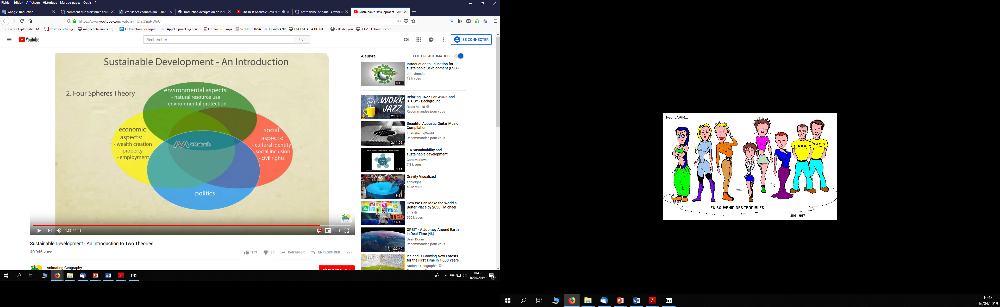 Fichier Édition Affichage Historique Marque-pages Outils ?
Google Traduction
comment dire croissance écon
croissance économique - Trad
Traduction occupation de loca
The Best Acoustic Covers of
notre dame de paris - Qwant R
Sustainable Development - An
https://www.youtube.com/watch?v=Ukn3SiuNWnU
France Diplomatie - M... Postes à l'étranger magneticbearings.org ... La lévitation des supra... Appel à projets généri... Emploi du Temps ScoNotes INSA Fil info ANR ENGENHARIA DE INTE... Ville de Lyon LTM - Laboratory of t...
YouTube
Rechercher
SE CONNECTER
Sustainable Development - An Introduction
2. Four Spheres Theory
environmental aspects:
- natural resource use
- environmental protection
economic
aspects:
- wealth creation
- property
- employment
social
aspects:
- cultural identity
- social inclusion
- civil rights
VMeisoft
politics
1:33 / 1:43
HD
Sustainable Development - An Introduction to Two Theories
40 946 vues
159 30 PARTAGER ENREGISTRER
Animating Geography
S'ABONNER 487
À suivre
LECTURE AUTOMATIQUE
POLICIES
CURRICULUMS
TEACHER TRAINING
8:18
Introduction to Education for
sustainable Development (ESD -
prithvimedia
19 k vues
WORK
JAZZ
2:13:09
Relaxing JAZZ For WORK and
STUDY - Background
Relax Music
Recommandée pour vous
2:11:05
Beautiful Acoustic Guitar Music
Compilation
TheRelaxingWorld
Recommandée pour vous
9:14
1.4 Sustainability and
sustainable development
Cara Marlowe
7,8 k vues
9:58
Gravity Visualized
apbiolghs
58 M vues
TED
14:40
How We Can Make the World a
Better Place by 2030 | Michael
TED
560 k vues
1:32:40
ORBIT - A Journey Around Earth
in Real Time [4k]
Seán Doran
Recommandée pour vous
Iceland Is Growing New Forests
for the First Time in 1,000 Years
National Geographic
Recommandée pour vous
10:43
16/04/2019
1
Pour JARIR...
EN SOUVENIR DES TERRIBLES
JUIN 1997
10:43
16/04/2019